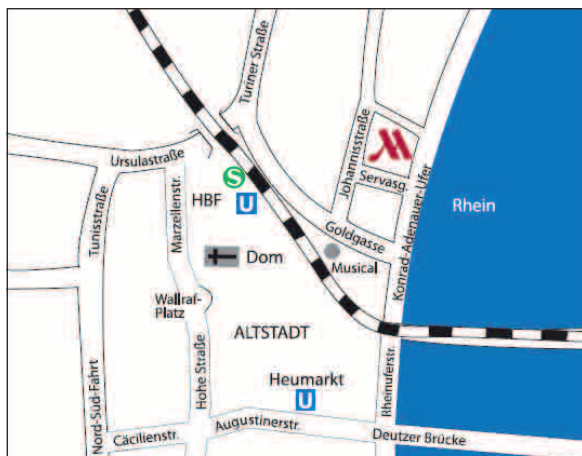 Turiner Straße
Ursulastraße
Johannisstraße
M
Servasg.
S
HBF
U
Marzellenstr.
Tunisstraße
Rhein
Konrad-Adenauer-Ufer
Goldgasse
Dom
Musical
Wallraf-
Platz
ALTSTADT
Hohe Straße
Nord-Süd-Fahrt
Rheinuferstr.
Heumarkt
U
Augustinerstr.
Cäcilienstr.
Deutzer Brücke